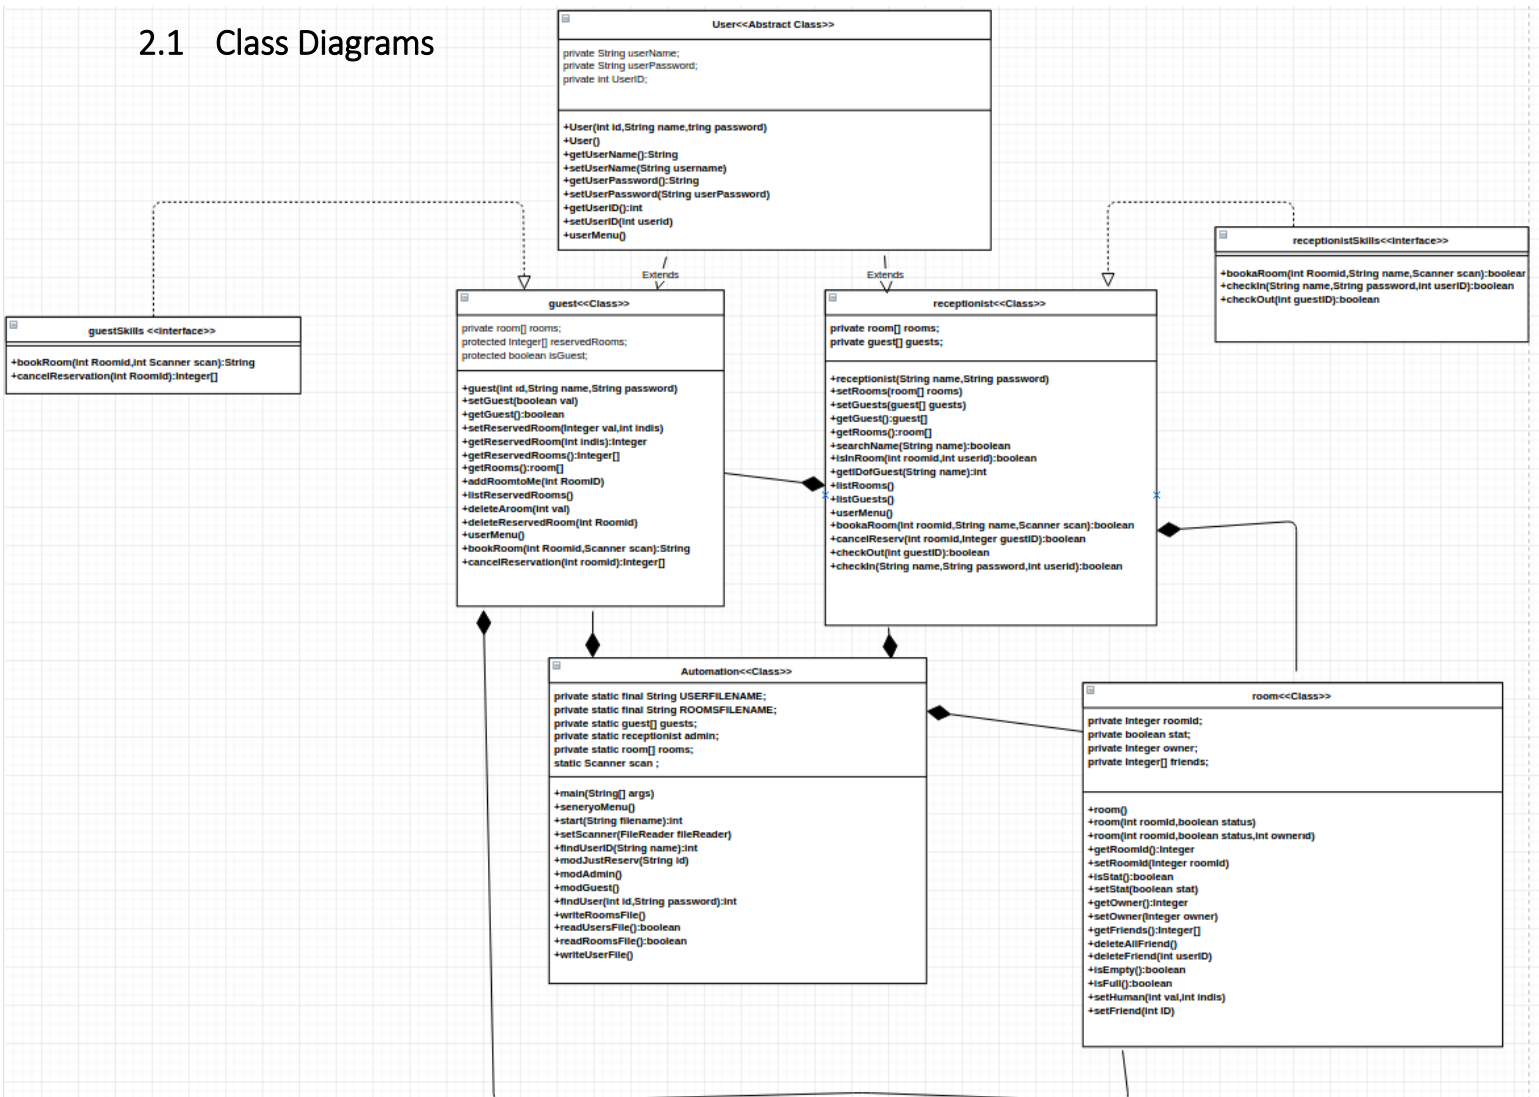 2.1 Class Diagrams
User<<Abstract Class>>
private String userName;
private String userPassword;
private int UserID;
+User(int id,String name,tring password)
+User()
+getUserName():String
+setUserName(String username)
+getUserPassword():String
+setUserPassword(String userPassword)
+getUserID():int
+setUserID(int userid)
+userMenu()
Extends
Extends
guestSkills <<interface>>
+bookRoom(int Roomid,int Scanner scan):String
+cancelReservation(int RoomId):Integer[]
guest<<Class>>
private room[] rooms;
protected Integer[] reservedRooms;
protected boolean isGuest;
+guest(int id,String name,String password)
+setGuest(boolean val)
+getGuest():boolean
+setReservedRoom(Integer val,int indis)
+getReservedRoom(int indis):Integer
+getReservedRooms():Integer[]
+getRooms():room[]
+addRoomtoMe(int RoomID)
+listReservedRooms()
+deleteAroom(int val)
+deleteReservedRoom(int Roomid)
+userMenu()
+bookRoom(int Roomid,Scanner scan):String
+cancelReservation(int roomid):Integer[]
receptionist<<Class>>
private room[] rooms;
private guest[] guests;
+receptionist(String name,String password)
+setRooms(room[] rooms)
+setGuests(guest[] guests)
+getGuest():guest[]
+getRooms():room[]
+searchName(String name):boolean
+isInRoom(int roomid,int userid):boolean
+getIDofGuest(String name):int
+listRooms()
+listGuests()
+userMenu()
+bookaRoom(int roomid,String name,Scanner scan):boolean
+cancelReserv(int roomid,Integer guestID):boolean
+checkOut(int guestID):boolean
+checkIn(String name,String password,int userid):boolean
receptionistSkills<<Interface>>
+bookaRoom(int Roomid,String name,Scanner scan):boolear
+checkIn(String name,String password,int userID):boolean
+checkOut(int guestID):boolean
Automation<<Class>>
private static final String USERFILENAME;
private static final String ROOMSFILENAME;
private static guest[] guests;
private static receptionist admin;
private static room[] rooms;
static Scanner scan ;
+main(String[] args)
+seneryoMenu()
+start(String filename):int
+setScanner(FileReader fileReader)
+findUserID(String name):int
+modJustReserv(String id)
+modAdmin()
+modGuest()
+findUser(int id,String password):int
+writeRoomsFile()
+readUsersFile():boolean
+readRoomsFile():boolean
+writeUserFile()
room<<Class>>
private Integer roomId;
private boolean stat;
private Integer owner;
private Integer[] friends;
+room()
+room(int roomId,boolean status)
+room(int roomId,boolean status,int ownerid)
+getRoomId():Integer
+setRoomId(Integer roomId)
+isStat():boolean
+setStat(boolean stat)
+getOwner():Integer
+setOwner(Integer owner)
+getFriends():Integer[]
+deleteAllFriend()
+deleteFriend(int userID)
+isEmpty():boolean
+isFull():boolean
+setHuman(int val,int indis)
+setFriend(int ID)